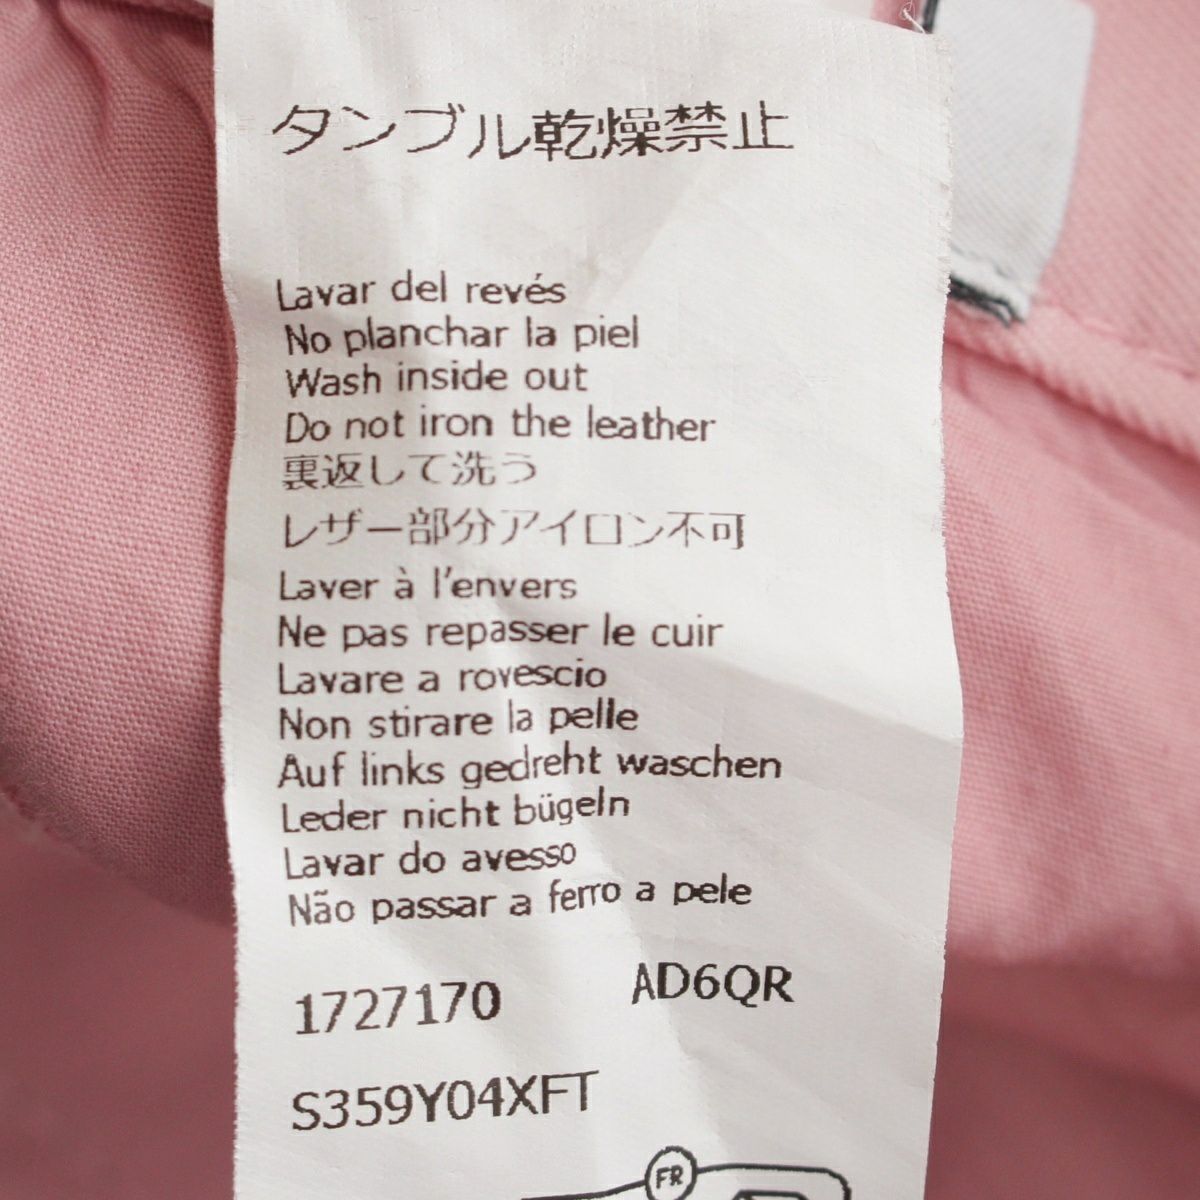 タンブル乾燥禁止
Lavar del revés
No planchar la piel
Wash inside out
Do not iron the leather
裏返して洗う
レザー部分アイロン不可
Laver à l'envers
Ne pas repasser le cuir
Lavare a rovescio
Non stirare la pelle
Auf links gedreht waschen
Leder nicht bügeln
Lavar do avesso
Não passar a ferro a pele
1727170 AD6QR
S359Y04XFT
FR